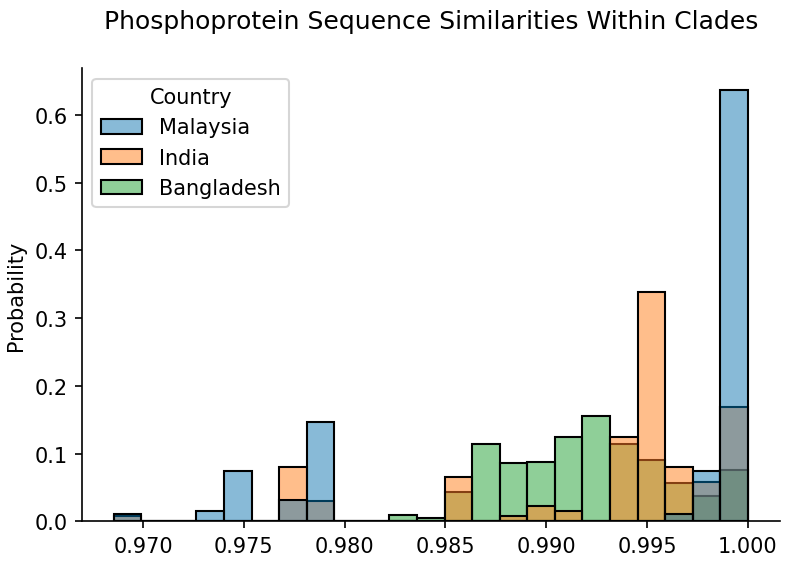 Phosphoprotein Sequence Similarities Within Clades
Country
Malaysia
India
Bangladesh
Probability
0.6
0.5
0.4
0.3
0.2
0.1
0.0
0.970 0.975 0.980 0.985 0.990 0.995 1.000